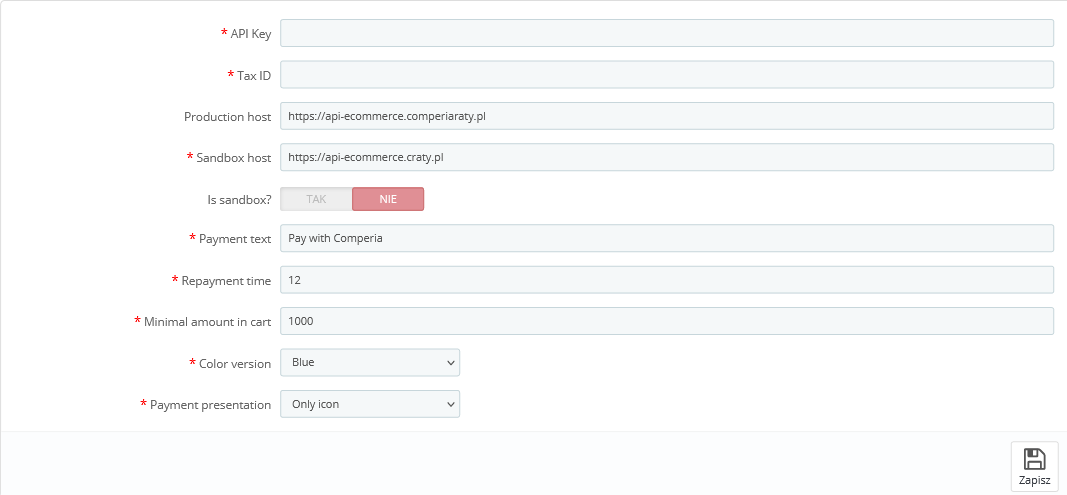 * API Key
* Tax ID
Production host https://api-ecommerce.comperiaraty.pl
* Sandbox host https://api-ecommerce.craty.pl
Is sandbox? TAK NIE
* Payment text Pay with Comperia
* Repayment time 12
* Minimal amount in cart 1000
* Color version Blue
* Payment presentation Only icon
Zapisz